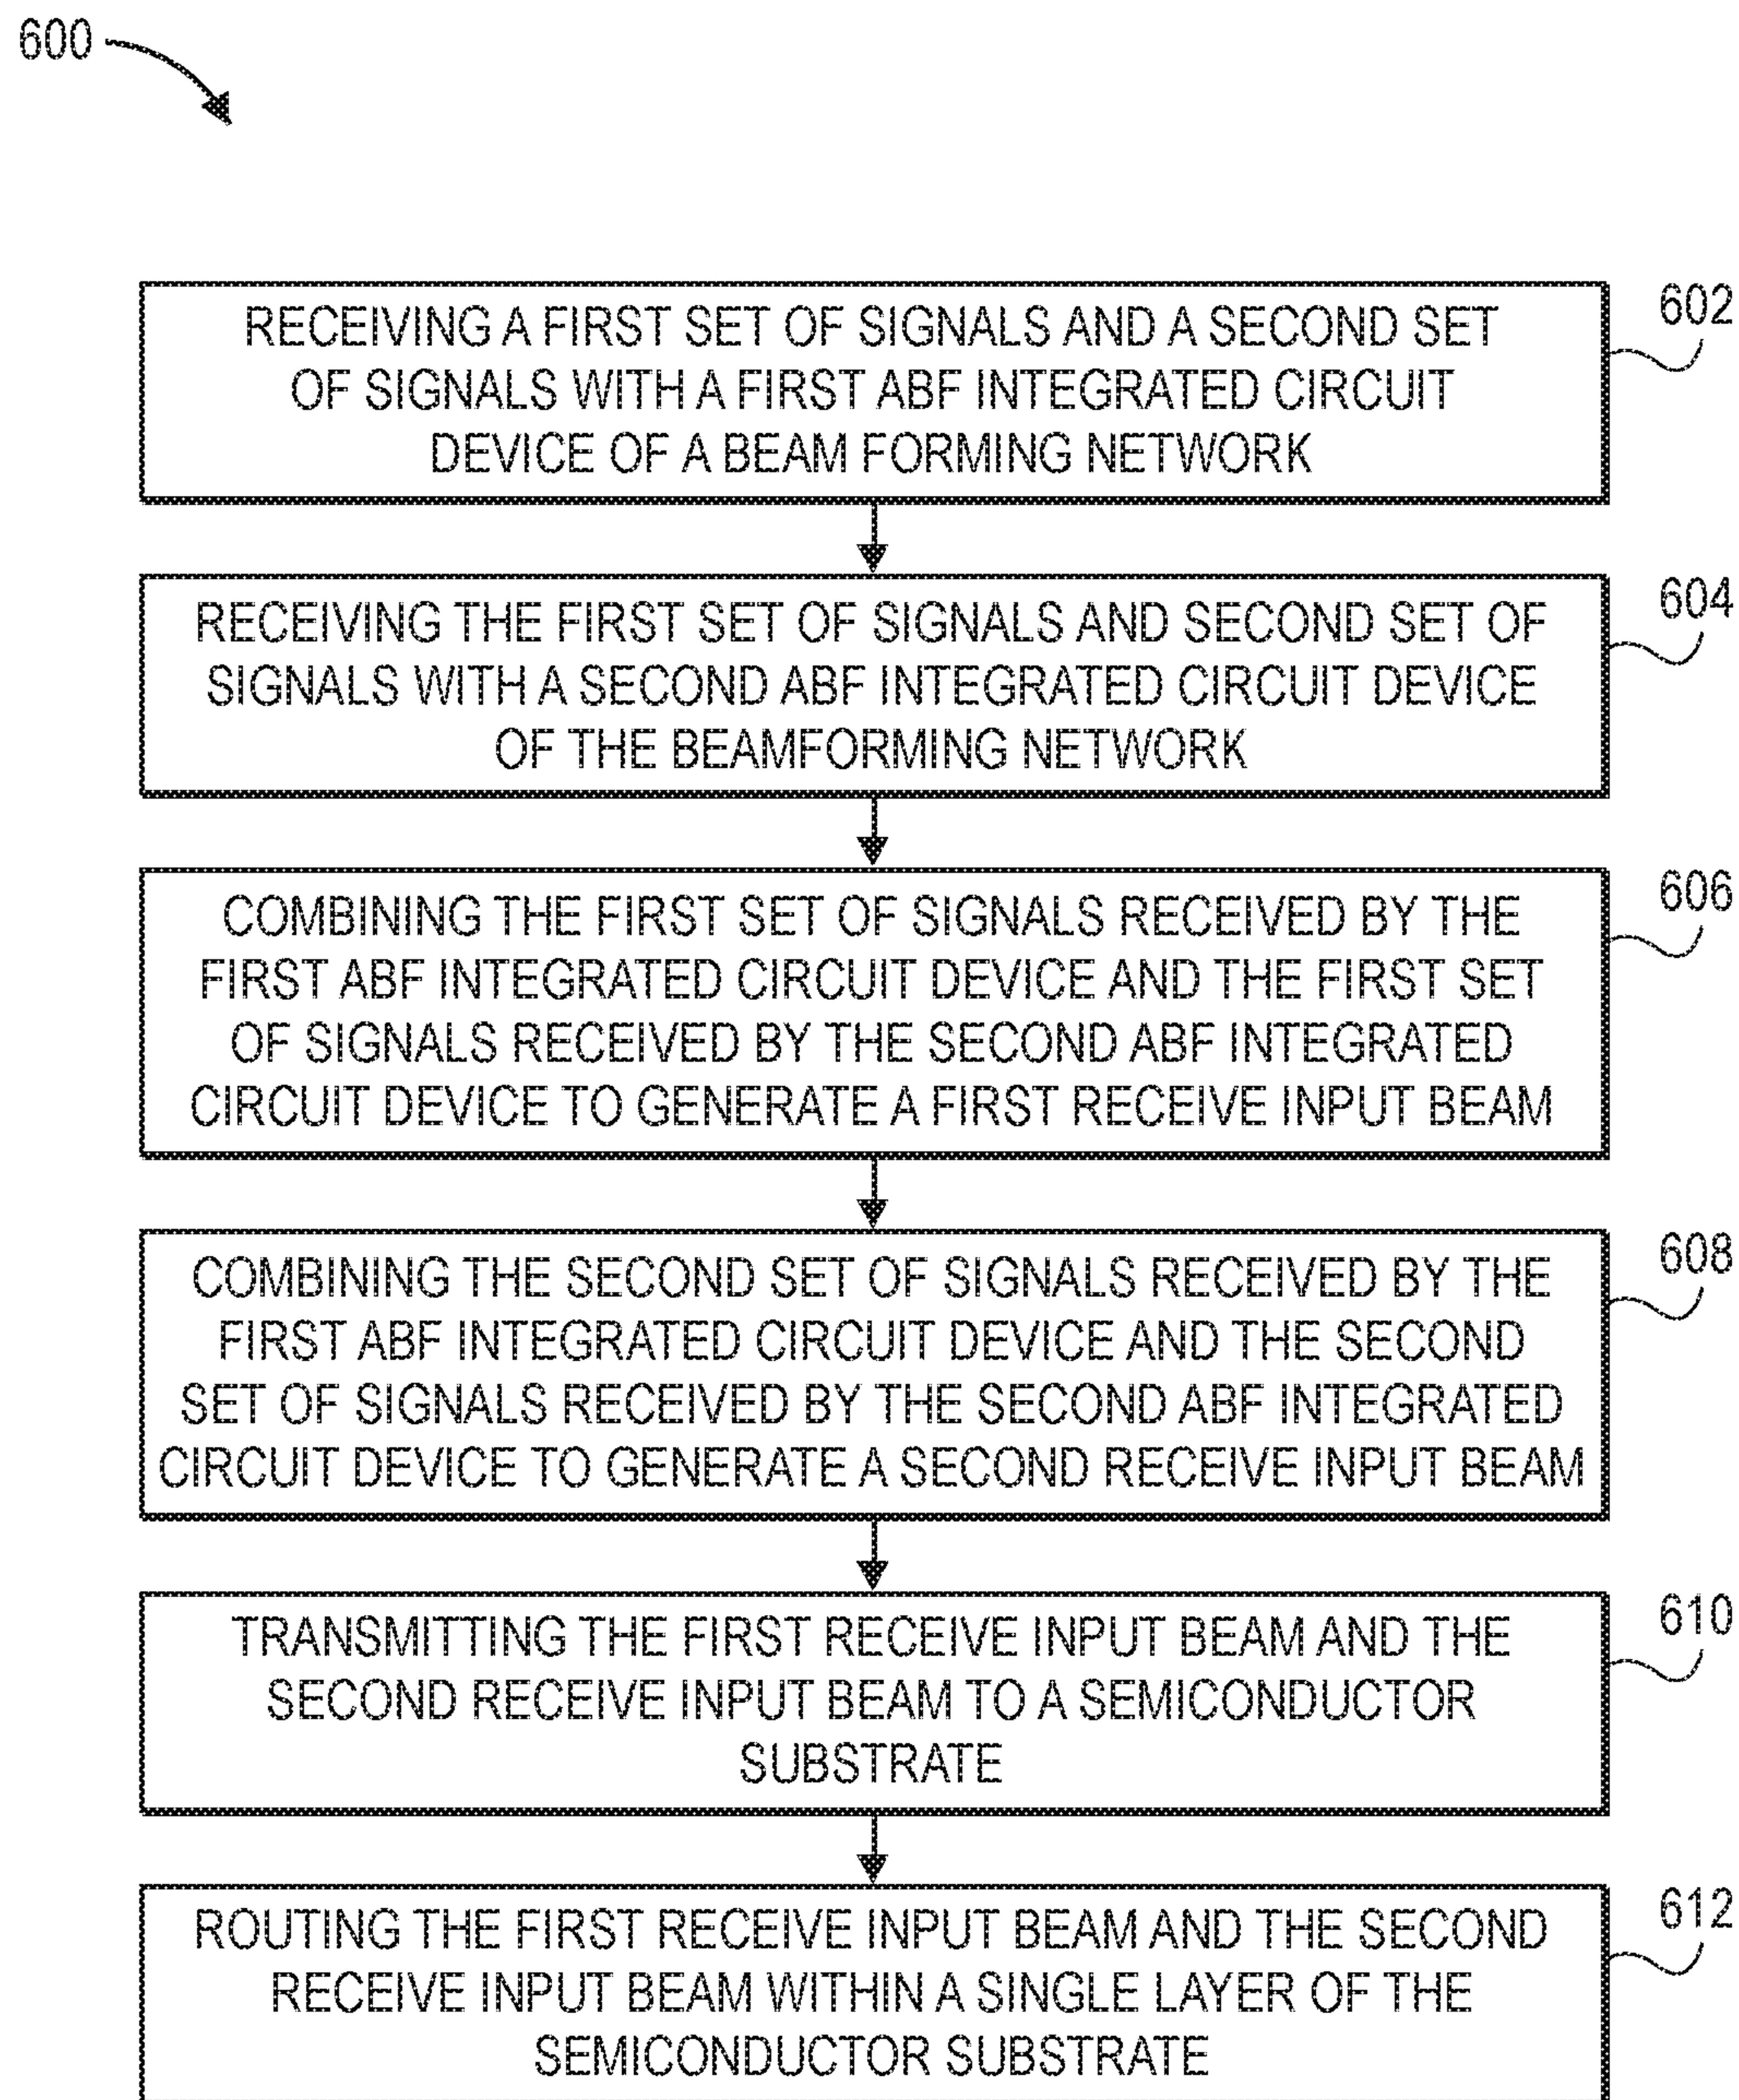 600
RECEIVING A FIRST SET OF SIGNALS AND A SECOND SET
OF SIGNALS WITH A FIRST ABF INTEGRATED CIRCUIT
DEVICE OF A BEAM FORMING NETWORK
602
RECEIVING THE FIRST SET OF SIGNALS AND SECOND SET OF
SIGNALS WITH A SECOND ABF INTEGRATED CIRCUIT DEVICE
OF THE BEAMFORMING NETWORK
604
COMBINING THE FIRST SET OF SIGNALS RECEIVED BY THE
FIRST ABF INTEGRATED CIRCUIT DEVICE AND THE FIRST SET
OF SIGNALS RECEIVED BY THE SECOND ABF INTEGRATED
CIRCUIT DEVICE TO GENERATE A FIRST RECEIVE INPUT BEAM
606
COMBINING THE SECOND SET OF SIGNALS RECEIVED BY THE
FIRST ABF INTEGRATED CIRCUIT DEVICE AND THE SECOND
SET OF SIGNALS RECEIVED BY THE SECOND ABF INTEGRATED
CIRCUIT DEVICE TO GENERATE A SECOND RECEIVE INPUT BEAM
608
TRANSMITTING THE FIRST RECEIVE INPUT BEAM AND THE
SECOND RECEIVE INPUT BEAM TO A SEMICONDUCTOR
SUBSTRATE
610
ROUTING THE FIRST RECEIVE INPUT BEAM AND THE SECOND
RECEIVE INPUT BEAM WITHIN A SINGLE LAYER OF THE
SEMICONDUCTOR SUBSTRATE
612